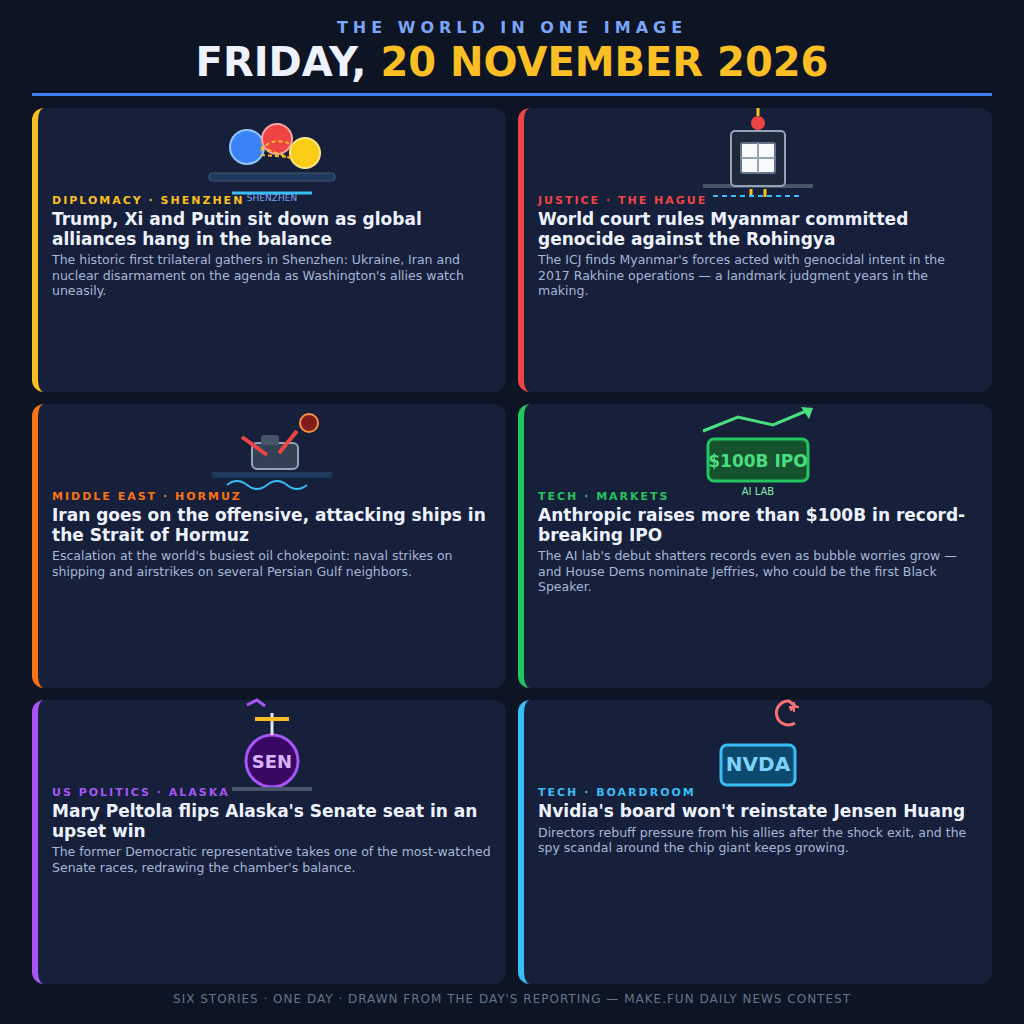 THE WORLD IN ONE IMAGE
FRIDAY, 20 NOVEMBER 2026
SHENZHEN
DIPLOMACY · SHENZHEN
Trump, Xi and Putin sit down as global
alliances hang in the balance
The historic first trilateral gathers in Shenzhen: Ukraine, Iran and
nuclear disarmament on the agenda as Washington's allies watch
uneasily.
JUSTICE · THE HAGUE
World court rules Myanmar committed
genocide against the Rohingya
The ICJ finds Myanmar's forces acted with genocidal intent in the
2017 Rakhine operations — a landmark judgment years in the
making.
MIDDLE EAST · HORMUZ
Iran goes on the offensive, attacking ships in
the Strait of Hormuz
Escalation at the world's busiest oil chokepoint: naval strikes on
shipping and airstrikes on several Persian Gulf neighbors.
$100B IPO
AI LAB
TECH · MARKETS
Anthropic raises more than $100B in record-
breaking IPO
The AI lab's debut shatters records even as bubble worries grow —
and House Dems nominate Jeffries, who could be the first Black
Speaker.
SEN
US POLITICS · ALASKA
Mary Peltola flips Alaska's Senate seat in an
upset win
The former Democratic representative takes one of the most-watched
Senate races, redrawing the chamber's balance.
NVDA
TECH · BOARDROOM
Nvidia's board won't reinstate Jensen Huang
Directors rebuff pressure from his allies after the shock exit, and the
spy scandal around the chip giant keeps growing.
SIX STORIES · ONE DAY · DRAWN FROM THE DAY'S REPORTING — MAKE.FUN DAILY NEWS CONTEST